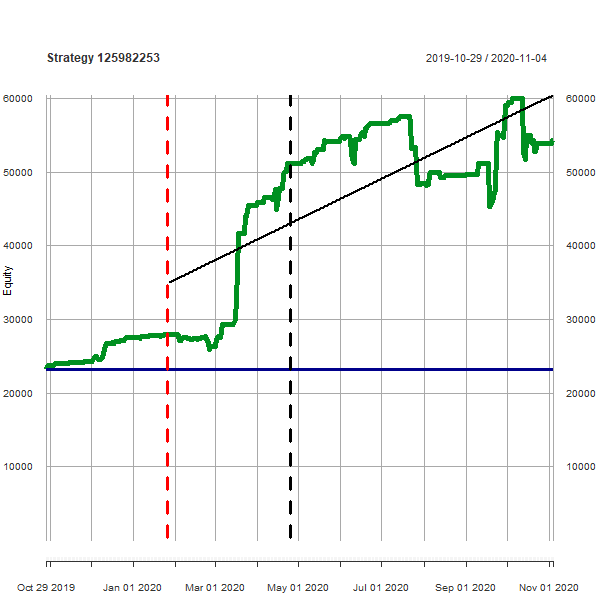 Strategy 125982253
2019-10-29 / 2020-11-04
60000
60000
50000
50000
40000
40000
30000
30000
20000
20000
10000
10000
Equity
Oct 29 2019
Jan 01 2020
Mar 01 2020
May 01 2020
Jul 01 2020
Sep 01 2020
Nov 01 2020